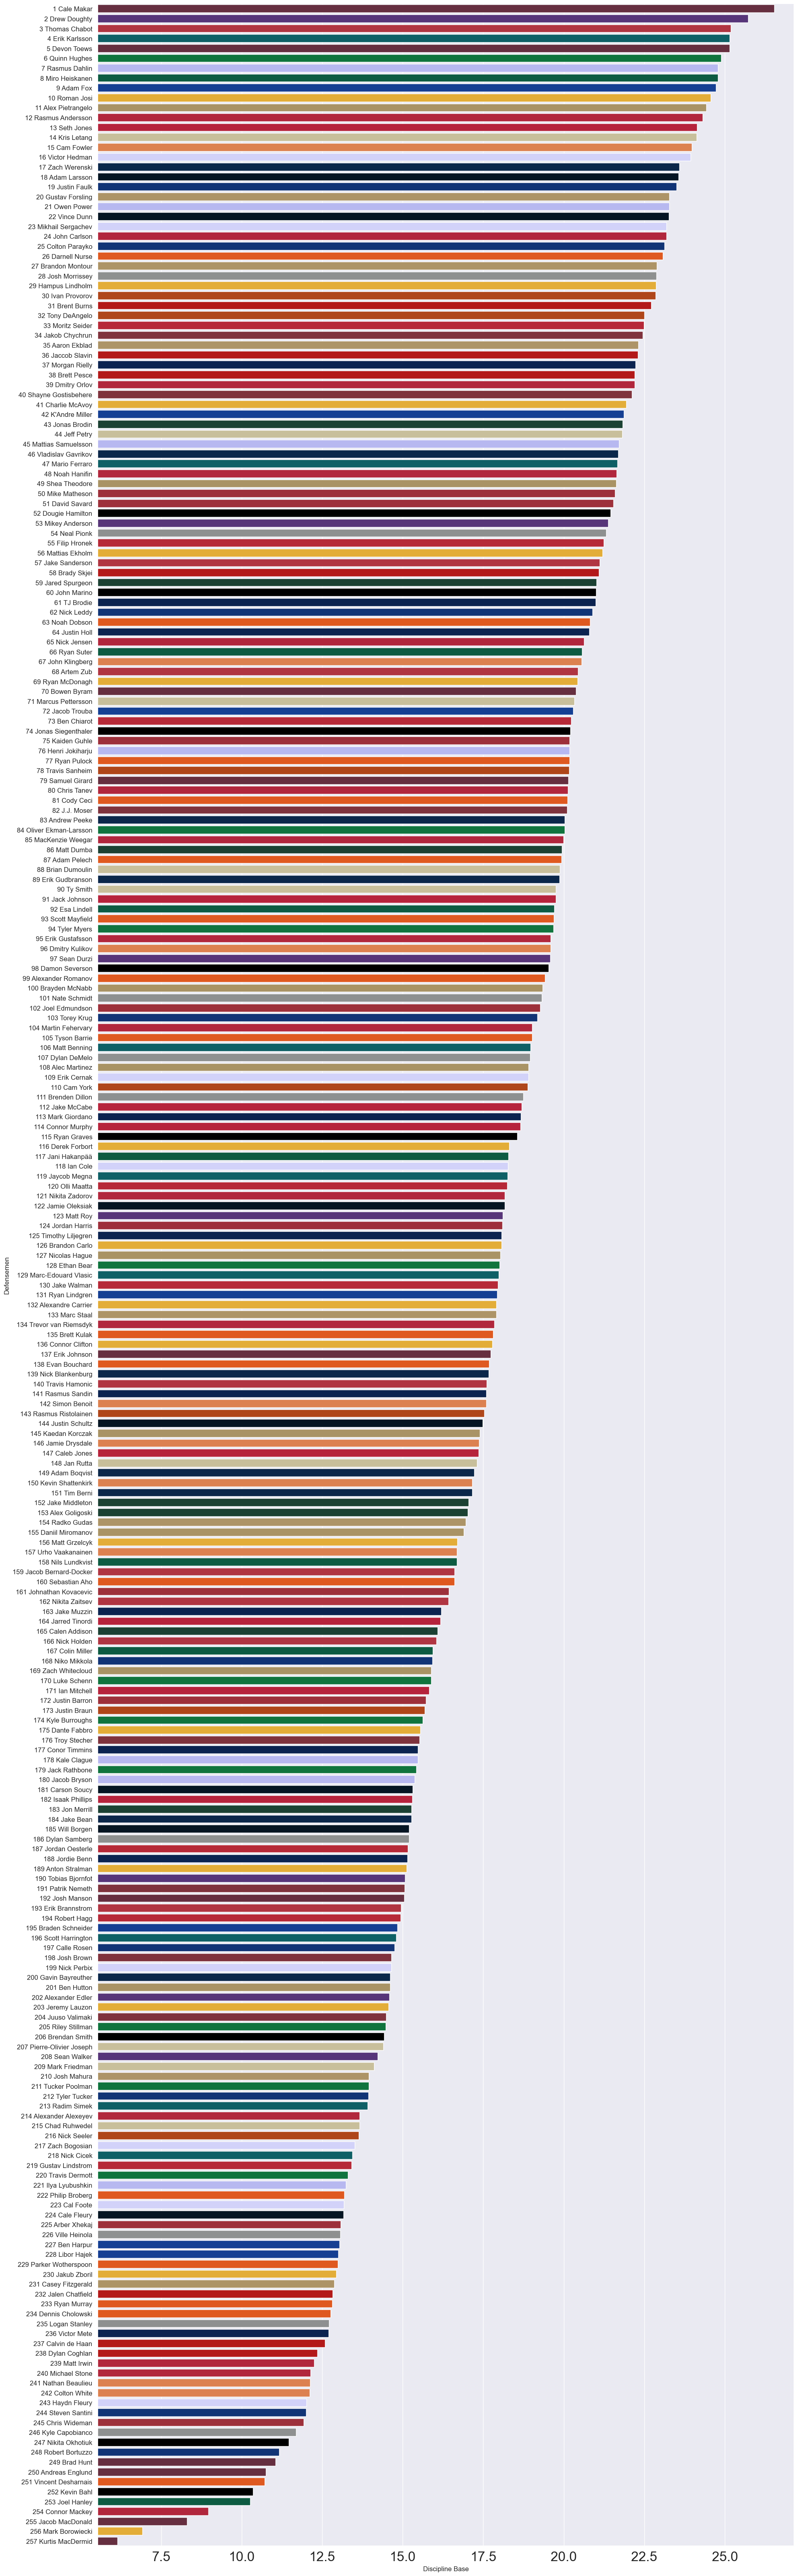 1 Cale Makar
2 Drew Doughty
3 Thomas Chabot
4 Erik Karlsson
5 Devon Toews
6 Quinn Hughes
7 Rasmus Dahlin
8 Miro Heiskanen
9 Adam Fox
10 Roman Josi
11 Alex Pietrangelo
12 Rasmus Andersson
13 Seth Jones
14 Kris Letang
15 Cam Fowler
16 Victor Hedman
17 Zach Werenski
18 Adam Larsson
19 Justin Faulk
20 Gustav Forsling
21 Owen Power
22 Vince Dunn
23 Mikhail Sergachev
24 John Carlson
25 Colton Parayko
26 Darnell Nurse
27 Brandon Montour
28 Josh Morrissey
29 Hampus Lindholm
30 Ivan Provorov
31 Brent Burns
32 Tony DeAngelo
33 Moritz Seider
34 Jakob Chychrun
35 Aaron Ekblad
36 Jaccob Slavin
37 Morgan Rielly
38 Brett Pesce
39 Dmitry Orlov
40 Shayne Gostisbehere
41 Charlie McAvoy
42 K'Andre Miller
43 Jonas Brodin
44 Jeff Petry
45 Mattias Samuelsson
46 Vladislav Gavrikov
47 Mario Ferraro
48 Noah Hanifin
49 Shea Theodore
50 Mike Matheson
51 David Savard
52 Dougie Hamilton
53 Mikey Anderson
54 Neal Pionk
55 Filip Hronek
56 Mattias Ekholm
57 Jake Sanderson
58 Brady Skjei
59 Jared Spurgeon
60 John Marino
61 TJ Brodie
62 Nick Leddy
63 Noah Dobson
64 Justin Holl
65 Nick Jensen
66 Ryan Suter
67 John Klingberg
68 Artem Zub
69 Ryan McDonagh
70 Bowen Byram
71 Marcus Pettersson
72 Jacob Trouba
73 Ben Chiarot
74 Jonas Siegenthaler
75 Kaiden Guhle
76 Henri Jokiharju
77 Ryan Pulock
78 Travis Sanheim
79 Samuel Girard
80 Chris Tanev
81 Cody Ceci
82 J.J. Moser
83 Andrew Peeke
84 Oliver Ekman-Larsson
85 MacKenzie Weegar
86 Matt Dumba
87 Adam Pelech
88 Brian Dumoulin
89 Erik Gudbranson
90 Ty Smith
91 Jack Johnson
92 Esa Lindell
93 Scott Mayfield
94 Tyler Myers
95 Erik Gustafsson
96 Dmitry Kulikov
97 Sean Durzi
98 Damon Severson
99 Alexander Romanov
100 Brayden McNabb
101 Nate Schmidt
102 Joel Edmundson
103 Torey Krug
104 Martin Fehervary
105 Tyson Barrie
106 Matt Benning
107 Dylan DeMelo
108 Alec Martinez
109 Erik Cernak
110 Cam York
111 Brenden Dillon
112 Jake McCabe
113 Mark Giordano
114 Connor Murphy
115 Ryan Graves
116 Derek Forbort
117 Jani Hakanpää
118 Ian Cole
119 Jaycob Megna
120 Olli Maatta
121 Nikita Zadorov
122 Jamie Oleksiak
123 Matt Roy
124 Jordan Harris
125 Timothy Liljegren
126 Brandon Carlo
127 Nicolas Hague
128 Ethan Bear
129 Marc-Edouard Vlasic
130 Jake Walman
131 Ryan Lindgren
132 Alexandre Carrier
133 Marc Staal
134 Trevor van Riemsdyk
135 Brett Kulak
136 Connor Clifton
137 Erik Johnson
138 Evan Bouchard
139 Nick Blankenburg
140 Travis Hamonic
141 Rasmus Sandin
142 Simon Benoit
143 Rasmus Ristolainen
144 Justin Schultz
145 Kaedan Korczak
146 Jamie Drysdale
147 Caleb Jones
148 Jan Rutta
149 Adam Boqvist
150 Kevin Shattenkirk
151 Tim Berni
152 Jake Middleton
153 Alex Goligoski
154 Radko Gudas
155 Daniil Miromanov
156 Matt Grzelcyk
157 Urho Vaakanainen
158 Nils Lundkvist
159 Jacob Bernard-Docker
160 Sebastian Aho
161 Johnathan Kovacevic
162 Nikita Zaitsev
163 Jake Muzzin
164 Jarred Tinordi
165 Calen Addison
166 Nick Holden
167 Colin Miller
168 Niko Mikkola
169 Zach Whitecloud
170 Luke Schenn
171 Ian Mitchell
172 Justin Barron
173 Justin Braun
174 Kyle Burroughs
175 Dante Fabbro
176 Troy Stecher
177 Conor Timmins
178 Kale Clague
179 Jack Rathbone
180 Jacob Bryson
181 Carson Soucy
182 Isaak Phillips
183 Jon Merrill
184 Jake Bean
185 Will Borgen
186 Dylan Samberg
187 Jordan Oesterle
188 Jordie Benn
189 Anton Stralman
190 Tobias Bjornfot
191 Patrik Nemeth
192 Josh Manson
193 Erik Brannstrom
194 Robert Hagg
195 Braden Schneider
196 Scott Harrington
197 Calle Rosen
198 Josh Brown
199 Nick Perbix
200 Gavin Bayreuther
201 Ben Hutton
202 Alexander Edler
203 Jeremy Lauzon
204 Juuso Valimaki
205 Riley Stillman
206 Brendan Smith
207 Pierre-Olivier Joseph
208 Sean Walker
209 Mark Friedman
210 Josh Mahura
211 Tucker Poolman
212 Tyler Tucker
213 Radim Simek
214 Alexander Alexeyev
215 Chad Ruhwedel
216 Nick Seeler
217 Zach Bogosian
218 Nick Cicek
219 Gustav Lindstrom
220 Travis Dermott
221 Ilya Lyubushkin
222 Philip Broberg
223 Cal Foote
224 Cale Fleury
225 Arber Xhekaj
226 Ville Heinola
227 Ben Harpur
228 Libor Hajek
229 Parker Wotherspoon
230 Jakub Zboril
231 Casey Fitzgerald
232 Jalen Chatfield
233 Ryan Murray
234 Dennis Cholowski
235 Logan Stanley
236 Victor Mete
237 Calvin de Haan
238 Dylan Coghlan
239 Matt Irwin
240 Michael Stone
241 Nathan Beaulieu
242 Colton White
243 Haydn Fleury
244 Steven Santini
245 Chris Wideman
246 Kyle Capobianco
247 Nikita Okhotiuk
248 Robert Bortuzzo
249 Brad Hunt
250 Andreas Englund
251 Vincent Desharnais
252 Kevin Bahl
253 Joel Hanley
254 Connor Mackey
255 Jacob MacDonald
256 Mark Borowiecki
257 Kurtis MacDermid
Defensemen
7.5 10.0 12.5 15.0 17.5 20.0 22.5 25.0
Discipline Base